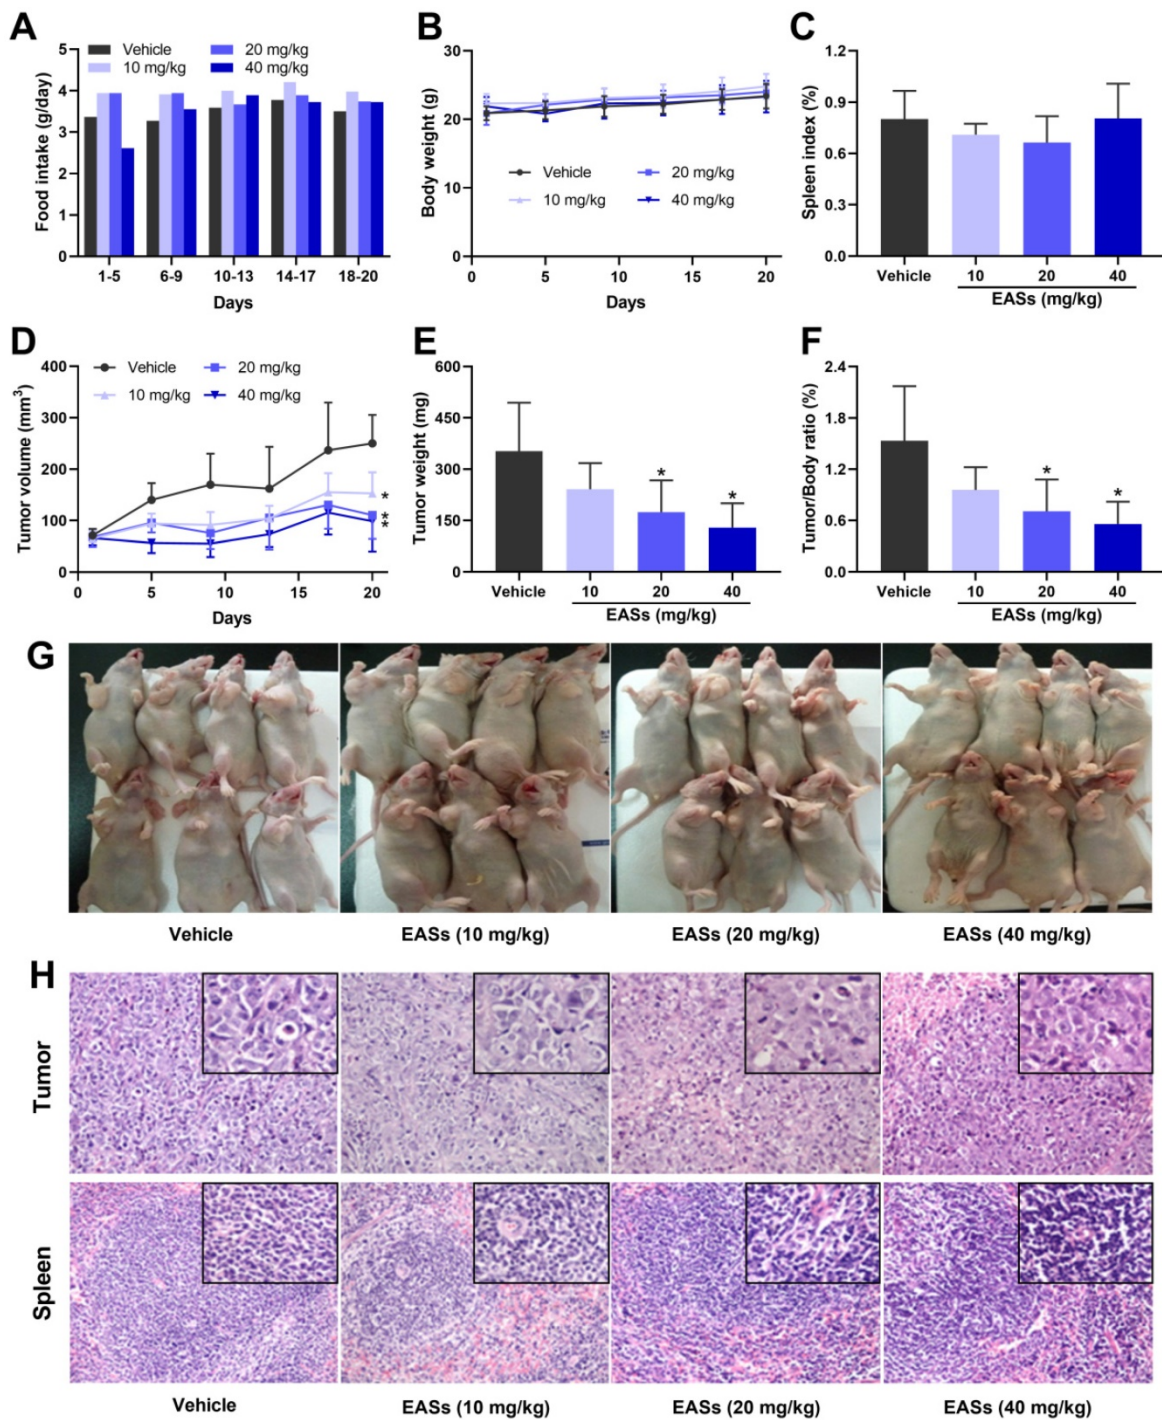 A
Vehicle
10 mg/kg
20 mg/kg
40 mg/kg
Food intake (g/day)
5
4
3
2
1
0
1-5 6-9 10-13 14-17 18-20
Days
B
Body weight (g)
30
20
10
0
Vehicle
10 mg/kg
20 mg/kg
40 mg/kg
0 5 10 15 20
Days
C
Spleen index (%)
1.2
0.9
0.6
0.3
0.0
Vehicle 10 20 40
EASs (mg/kg)
D
Vehicle
10 mg/kg
20 mg/kg
40 mg/kg
Tumor volume (mm³)
400
300
200
100
0
*
*
*
0 5 10 15 20
Days
E
Tumor weight (mg)
600
450
300
150
0
*
*
Vehicle 10 20 40
EASs (mg/kg)
F
Tumor/Body ratio (%)
2.4
1.8
1.2
0.6
0.0
*
*
Vehicle 10 20 40
EASs (mg/kg)
G
Vehicle EASs (10 mg/kg) EASs (20 mg/kg) EASs (40 mg/kg)
H
Tumor
Spleen
Vehicle EASs (10 mg/kg) EASs (20 mg/kg) EASs (40 mg/kg)